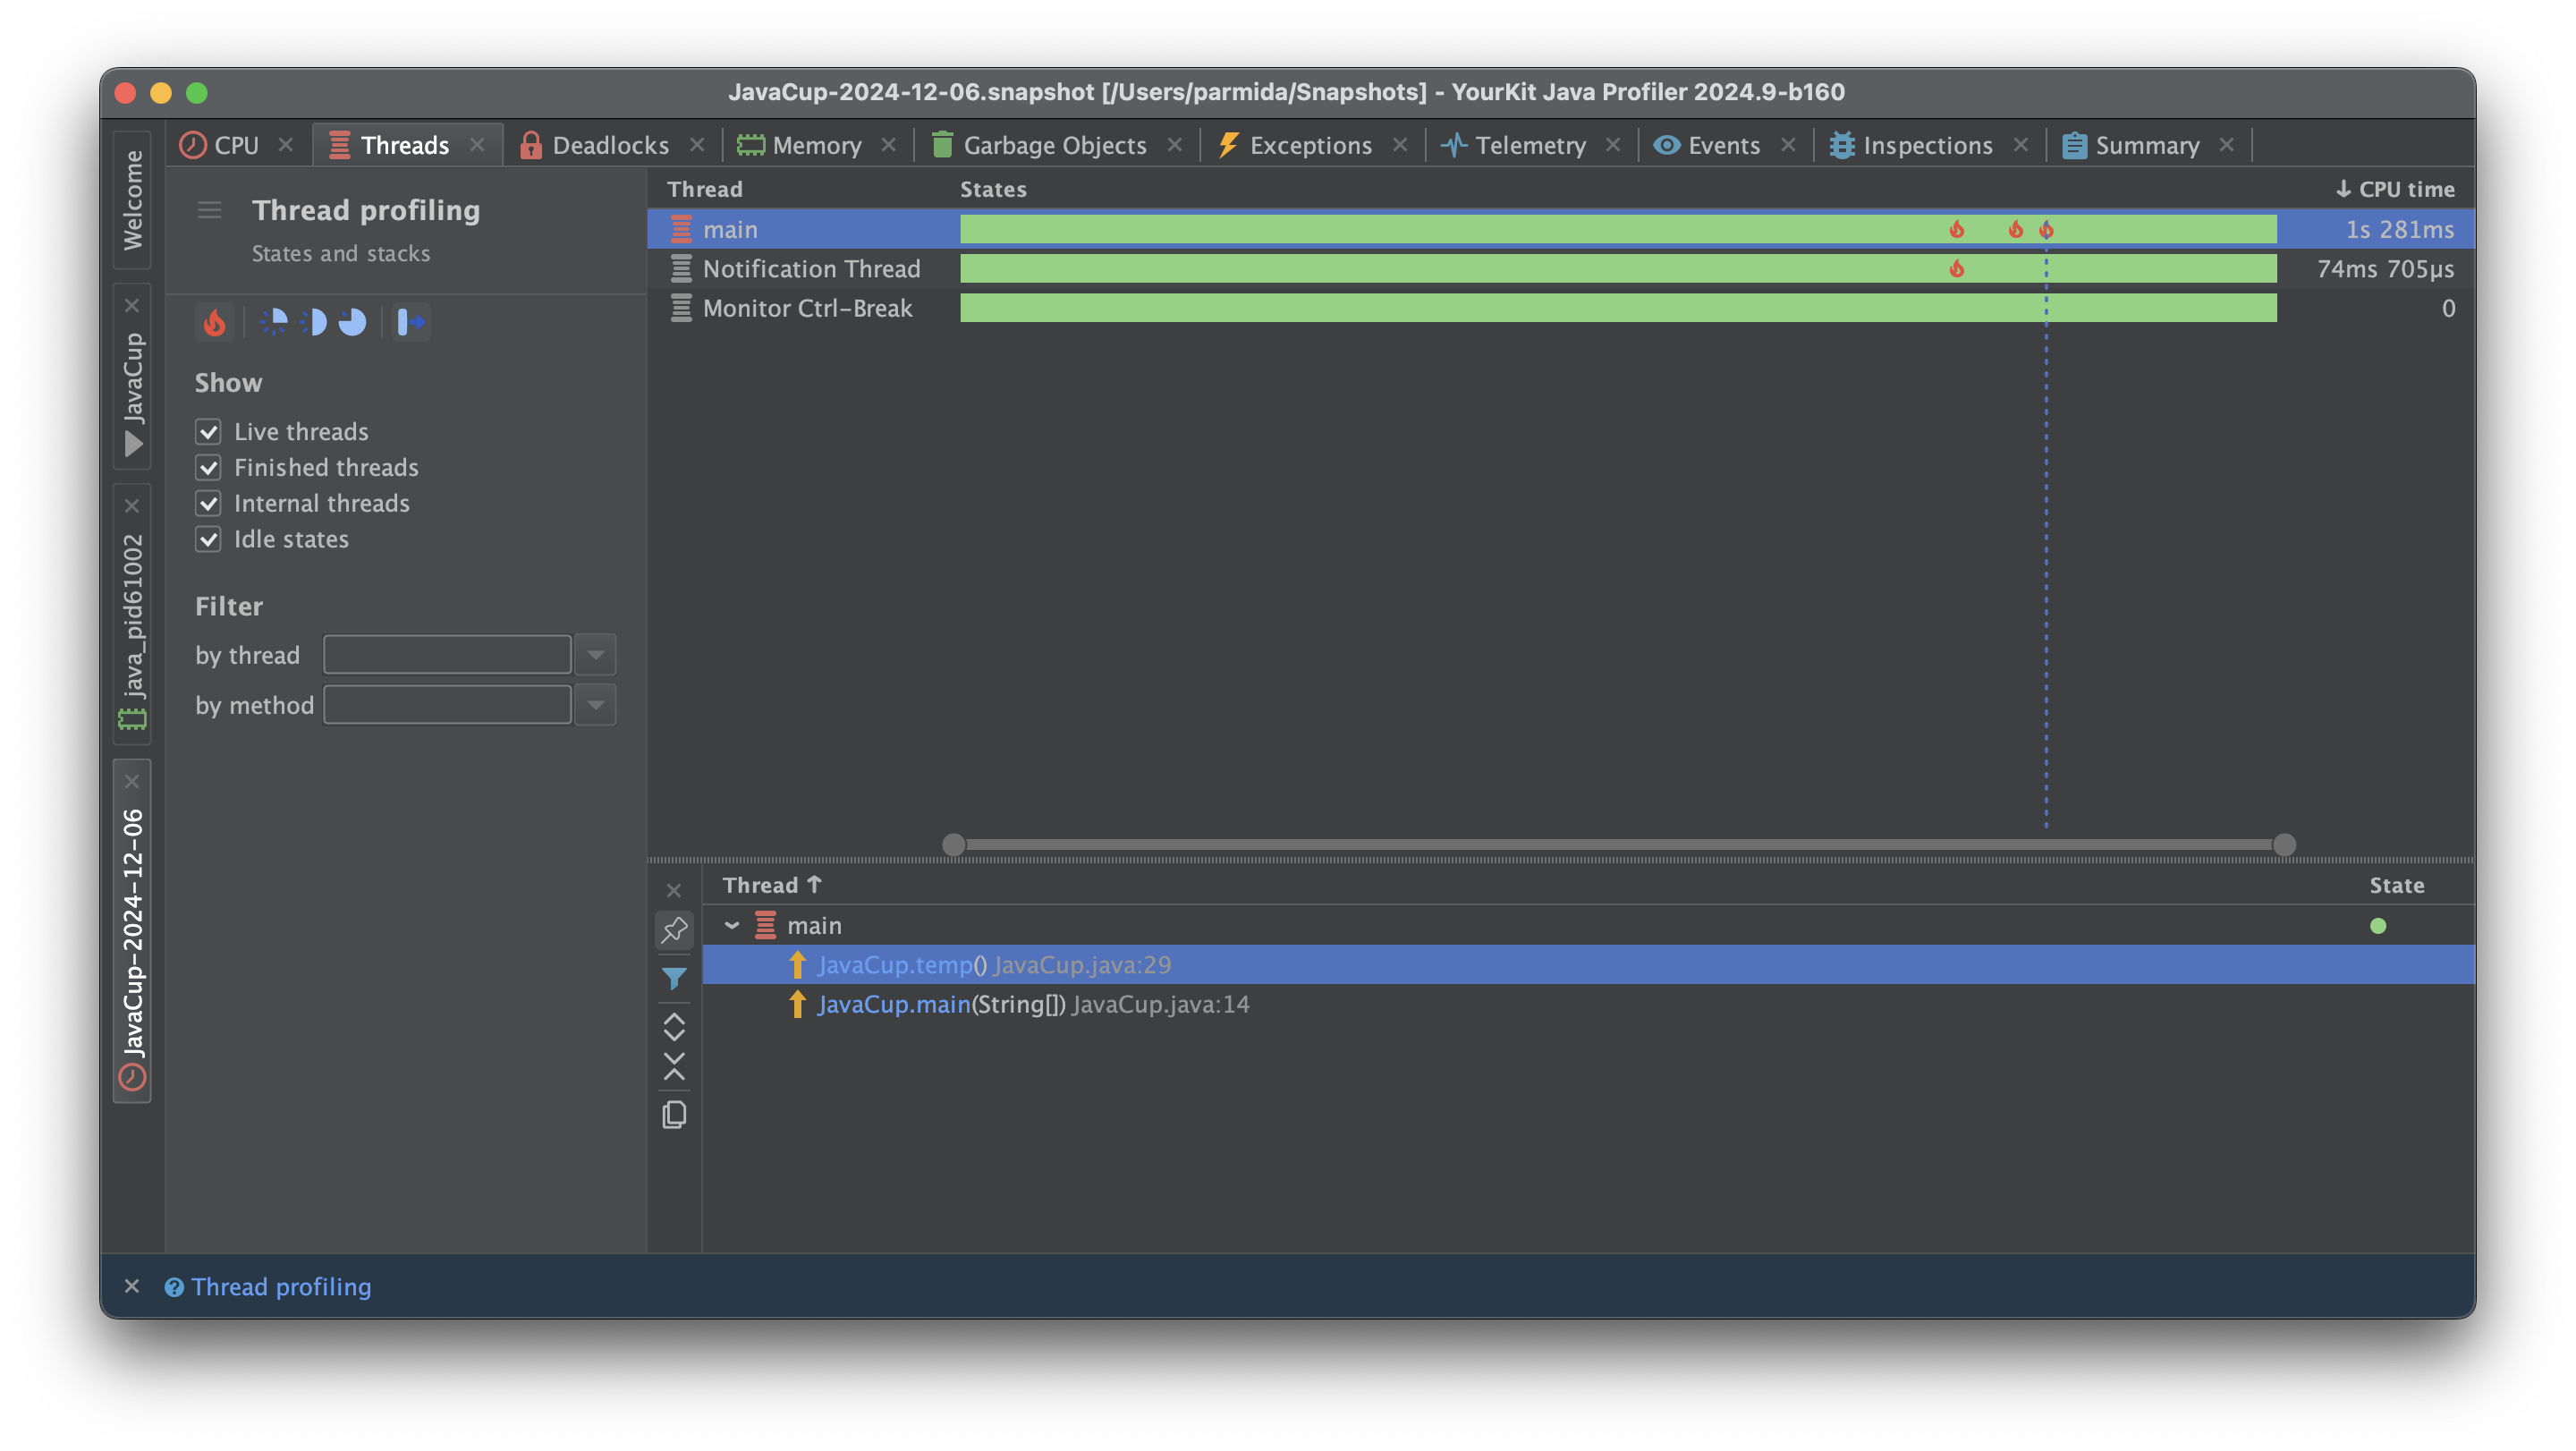 JavaCup-2024-12-06.snapshot [/Users/parmida/Snapshots] - YourKit Java Profiler 2024.9-b160
CPU Threads Deadlocks Memory Garbage Objects Exceptions Telemetry Events Inspections Summary
Welcome
JavaCup
java_pid61002
JavaCup-2024-12-06
Thread profiling
States and stacks
Show
Live threads
Finished threads
Internal threads
Idle states
Filter
by thread
by method
Thread States CPU time
main 1s 281ms
Notification Thread 74ms 705µs
Monitor Ctrl-Break 0
Thread State
main
JavaCup.temp() JavaCup.java:29
JavaCup.main(String[]) JavaCup.java:14
Thread profiling